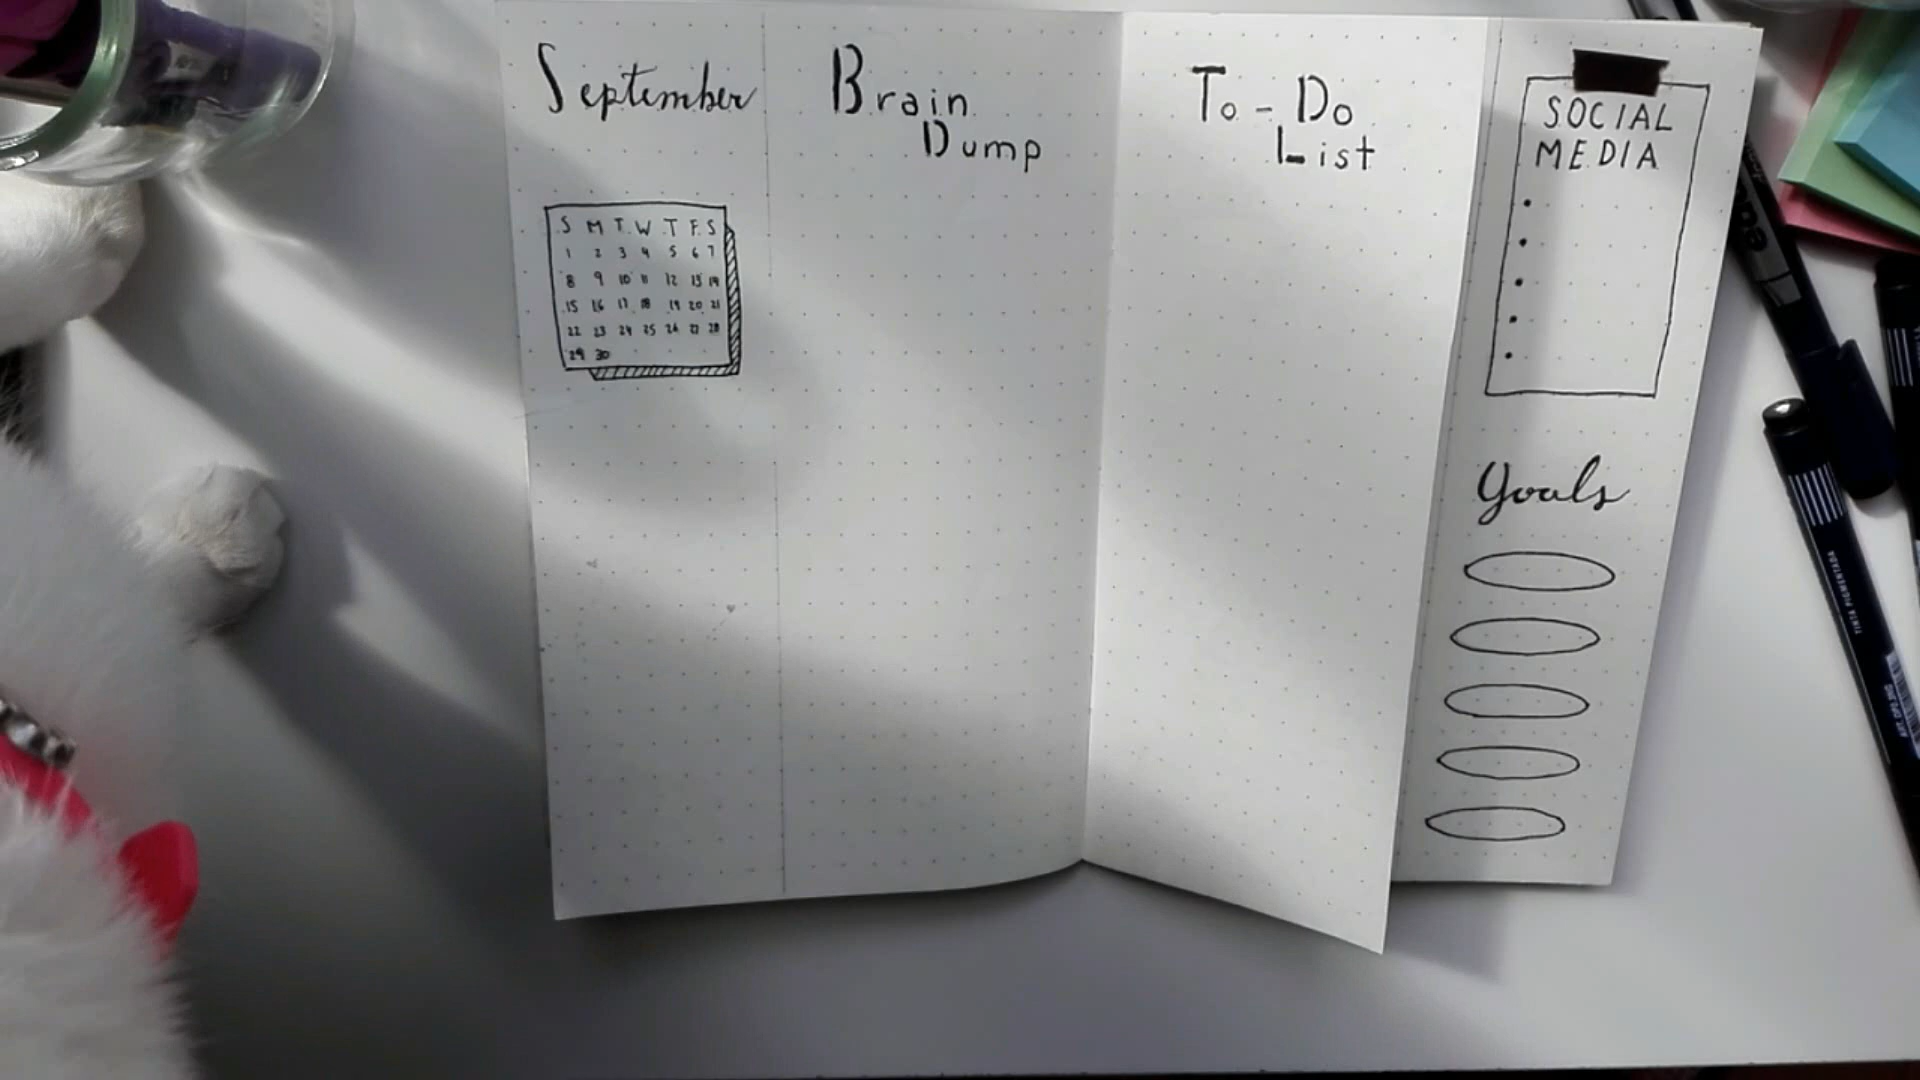 September
S M T W T F S
1 2 3 4 5 6 7
8 9 10 11 12 13 14
15 16 17 18 19 20 21
22 23 24 25 26 27 28
29 30
Brain
Dump
To-Do
List
SOCIAL
MEDIA
Goals
TINTA PIGMENTADA